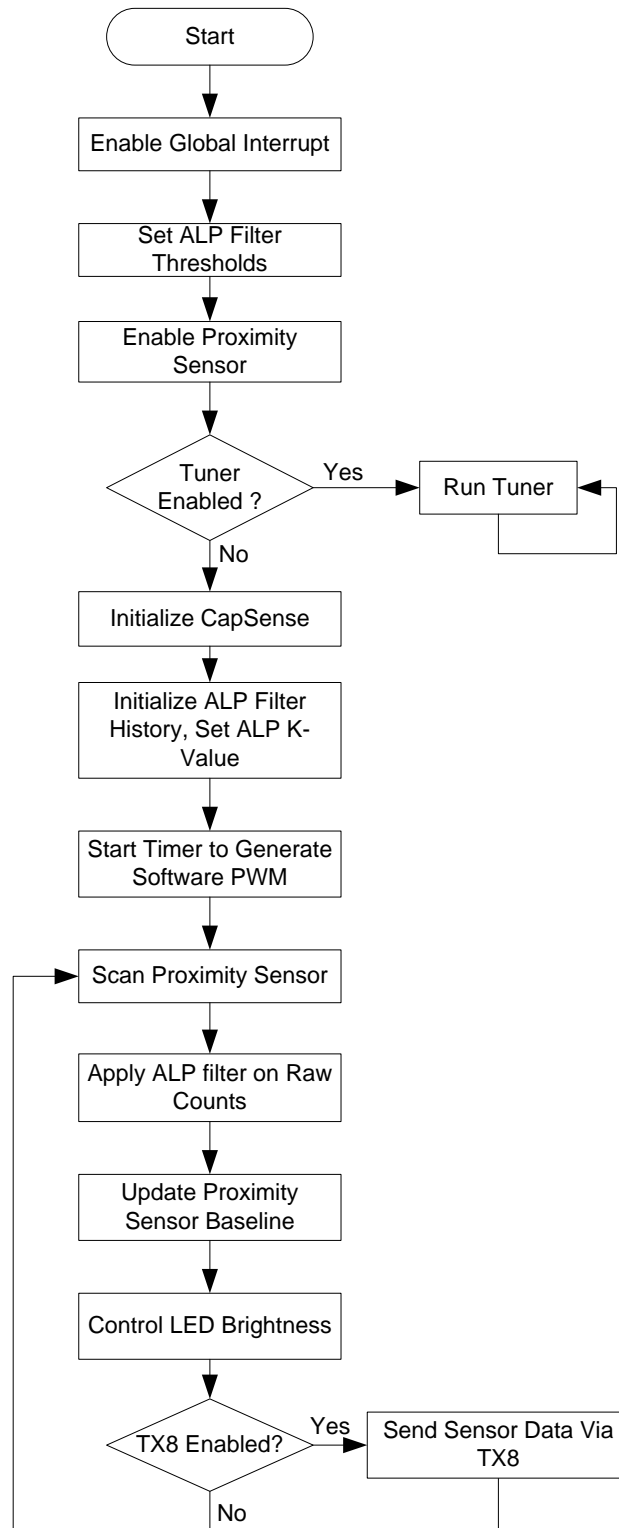 Start
Enable Global Interrupt
Set ALP Filter
Thresholds
Enable Proximity
Sensor
Tuner
Enabled ?
Yes
Run Tuner
No
Initialize CapSense
Initialize ALP Filter
History, Set ALP K-
Value
Start Timer to Generate
Software PWM
Scan Proximity Sensor
Apply ALP filter on Raw
Counts
Update Proximity
Sensor Baseline
Control LED Brightness
TX8 Enabled?
Yes
Send Sensor Data Via
TX8
No